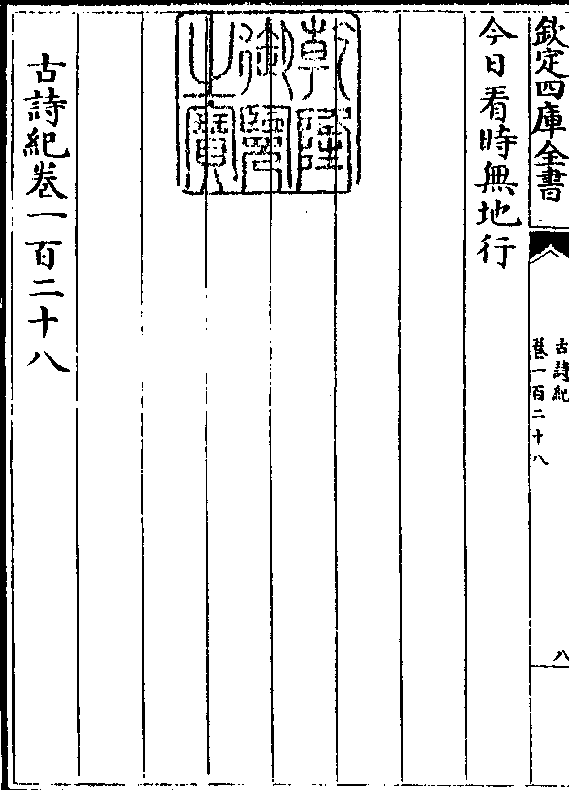 欽定四庫全書
古詩紀
卷一百二十八
八
今日看時無地行
乾隆
御覽
之寶
古詩紀卷一百二十八